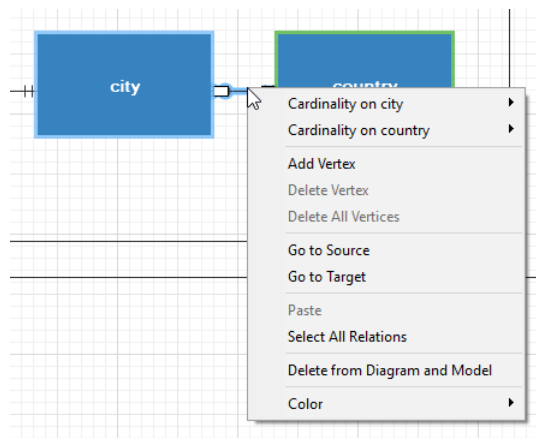 city
country
Cardinality on city
Cardinality on country
Add Vertex
Delete Vertex
Delete All Vertices
Go to Source
Go to Target
Paste
Select All Relations
Delete from Diagram and Model
Color